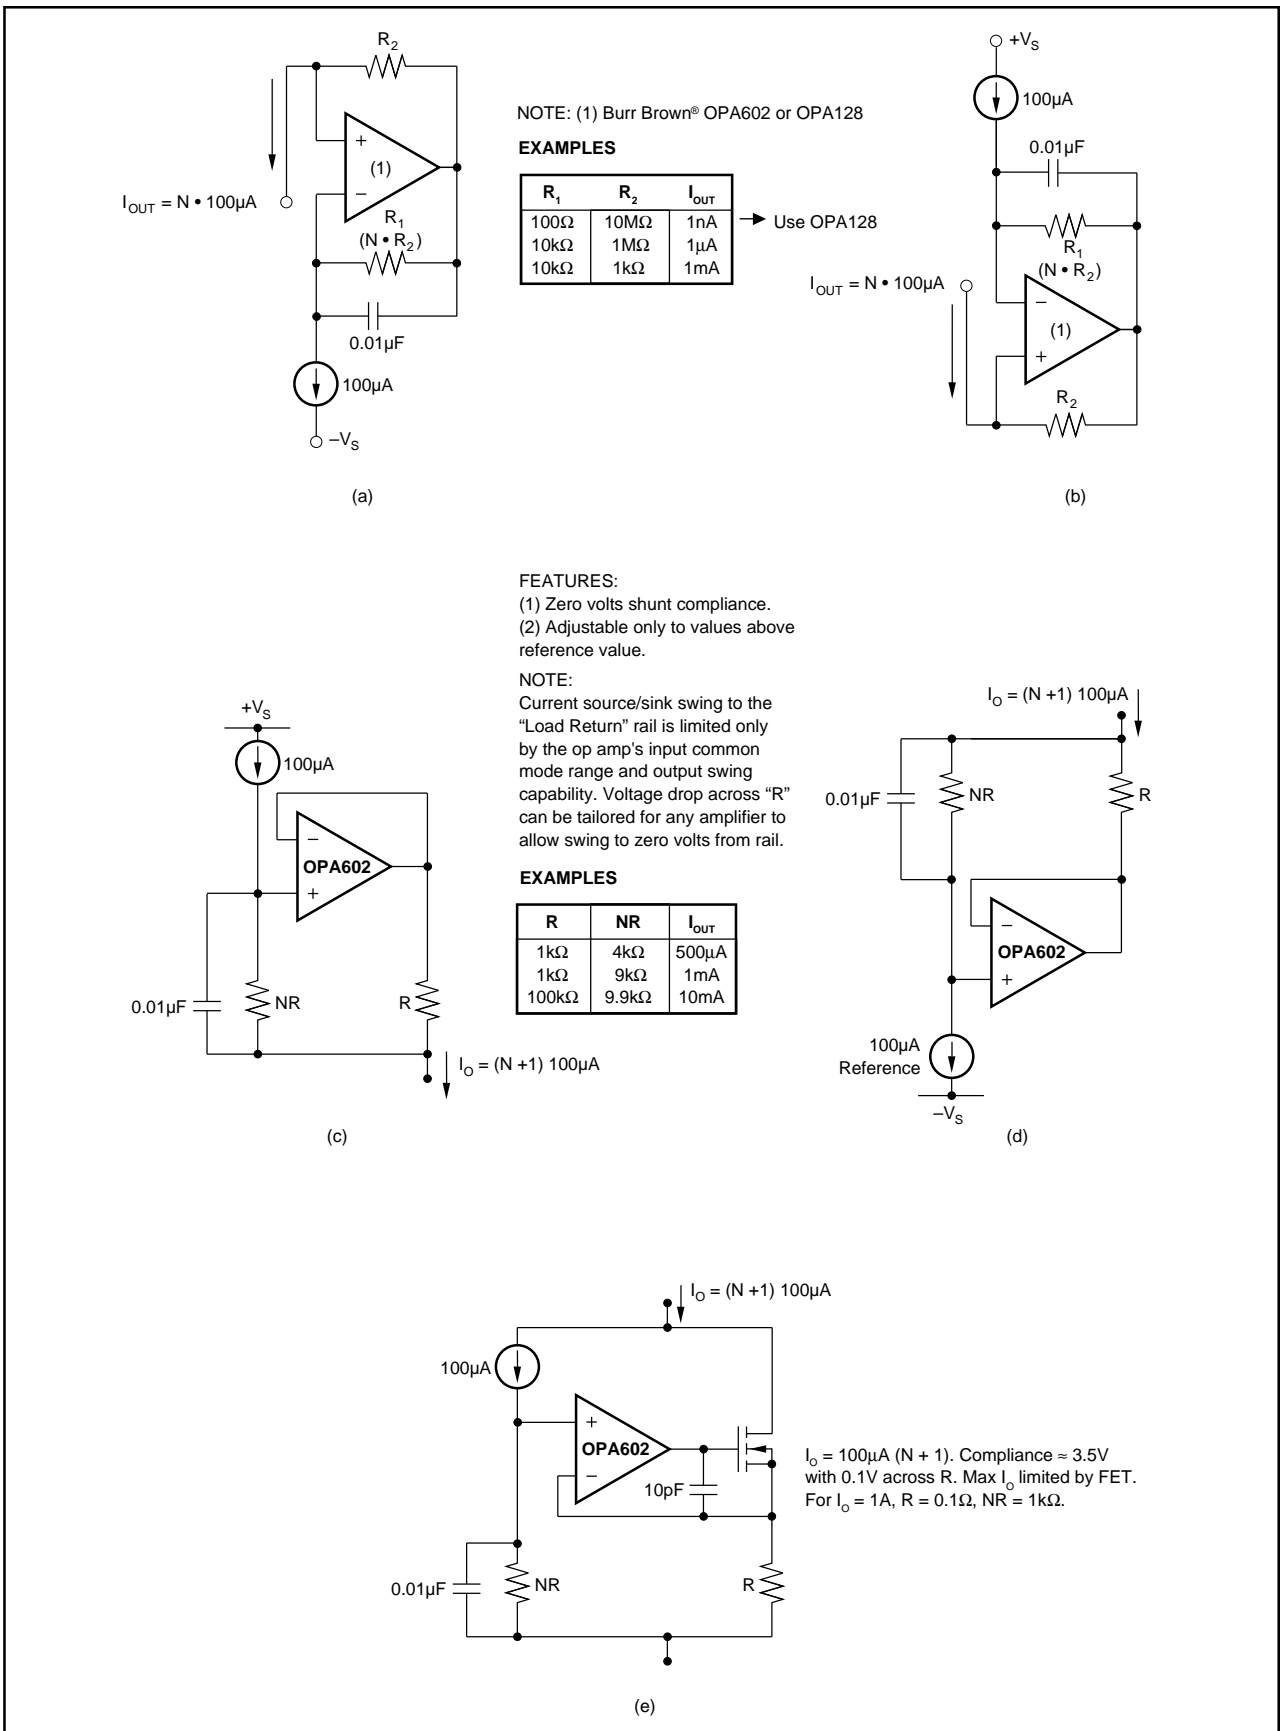 R2
+VS
100µA
NOTE: (1) Burr Brown® OPA602 or OPA128
EXAMPLES
R1 R2 IOUT
100Ω 10MΩ 1nA
10kΩ 1MΩ 1µA
10kΩ 1kΩ 1mA
Use OPA128
+
(1)
–
IOUT = N • 100µA
R1
(N • R2)
0.01µF
100µA
–VS
(a)
0.01µF
R1
(N • R2)
IOUT = N • 100µA
–
(1)
+
R2
(b)
FEATURES:
(1) Zero volts shunt compliance.
(2) Adjustable only to values above
reference value.
NOTE:
Current source/sink swing to the
“Load Return” rail is limited only
by the op amp's input common
mode range and output swing
capability. Voltage drop across “R”
can be tailored for any amplifier to
allow swing to zero volts from rail.
EXAMPLES
R NR IOUT
1kΩ 4kΩ 500µA
1kΩ 9kΩ 1mA
100kΩ 9.9kΩ 10mA
+VS
100µA
–
OPA602
+
0.01µF
NR
R
IO = (N +1) 100µA
(c)
IO = (N +1) 100µA
0.01µF
NR
R
–
OPA602
+
100µA
Reference
–VS
(d)
IO = (N +1) 100µA
100µA
+
OPA602
–
10pF
0.01µF
NR
R
IO = 100µA (N + 1). Compliance ≈ 3.5V
with 0.1V across R. Max IO limited by FET.
For IO = 1A, R = 0.1Ω, NR = 1kΩ.
(e)